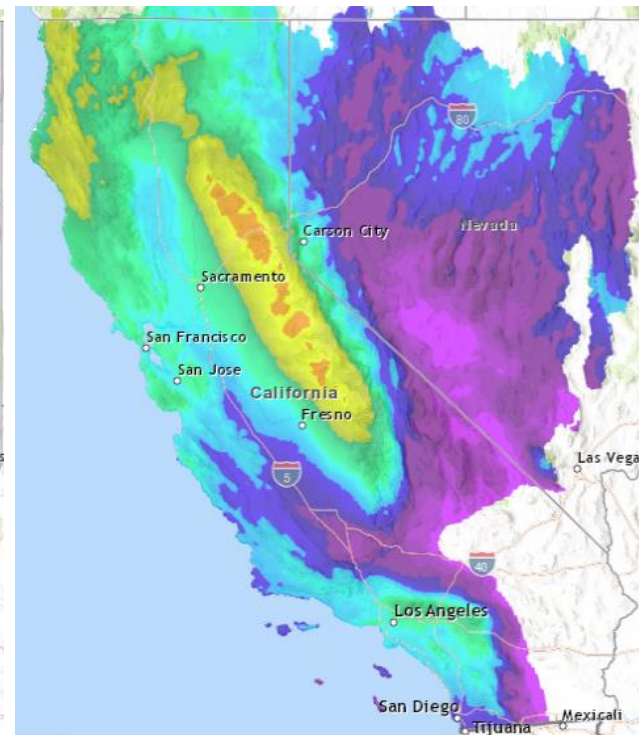 80
Carson City
Nevada
Sacramento
San Francisco
San Jose
California
Fresno
5
Las Vega
40
Los Angeles
San Diego
Mexicali
Tijuana